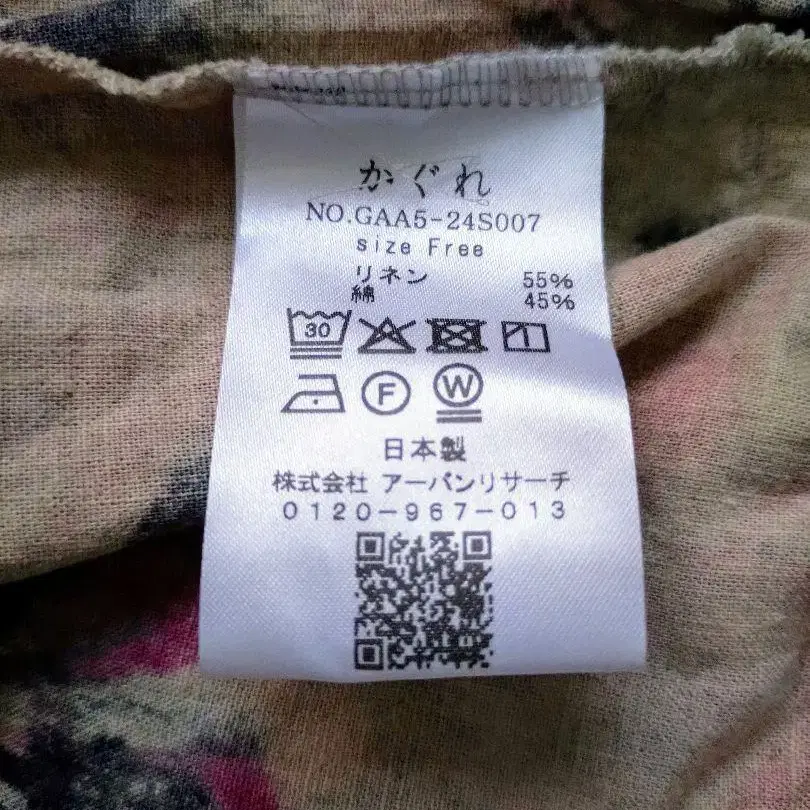 かぐれ
NO.GAA5-24S007
size Free
リネン 55%
綿 45%
30
F W
日本製
株式会社 アーバンリサーチ
0120-967-013